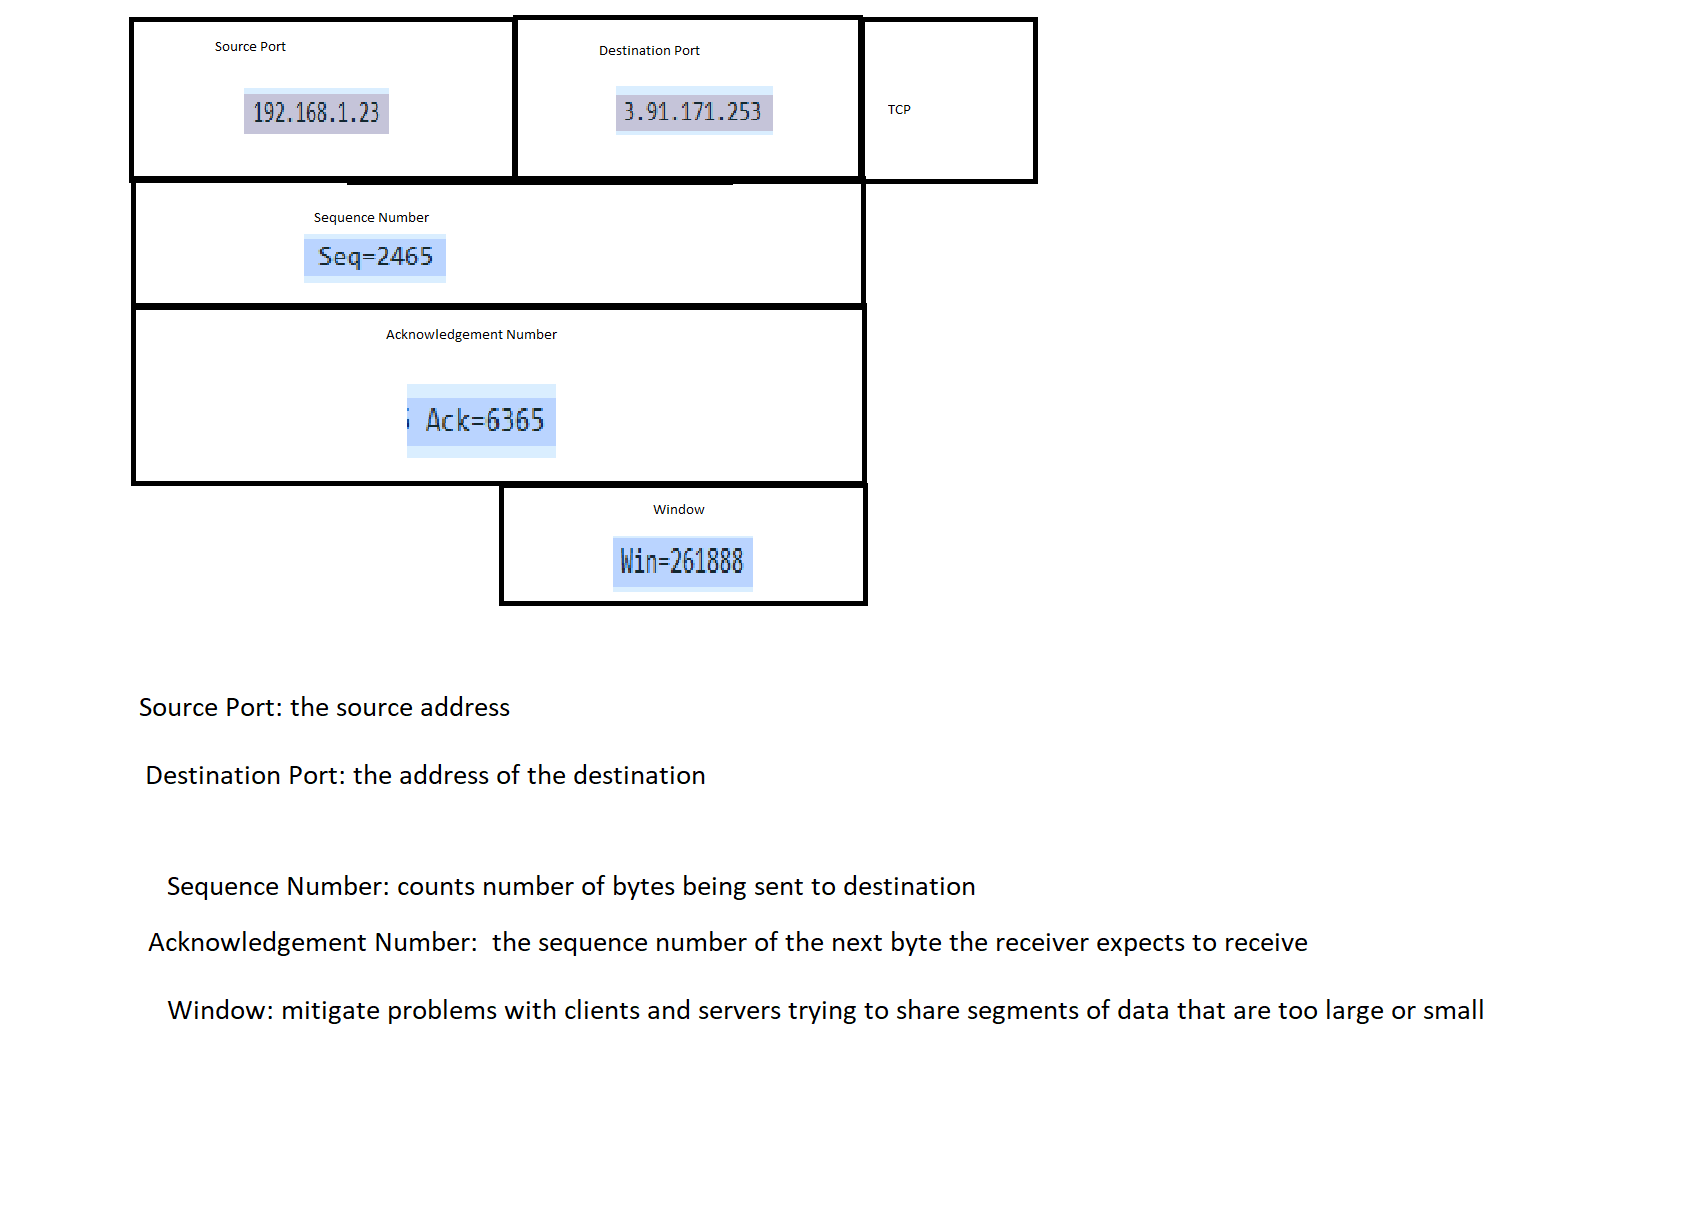 Source Port
Destination Port
192.168.1.23
3.91.171.253
TCP
Sequence Number
Seq=2465
Acknowledgement Number
Ack=6365
Window
Win=261888
Source Port: the source address
Destination Port: the address of the destination
Sequence Number: counts number of bytes being sent to destination
Acknowledgement Number:  the sequence number of the next byte the receiver expects to receive
Window: mitigate problems with clients and servers trying to share segments of data that are too large or small